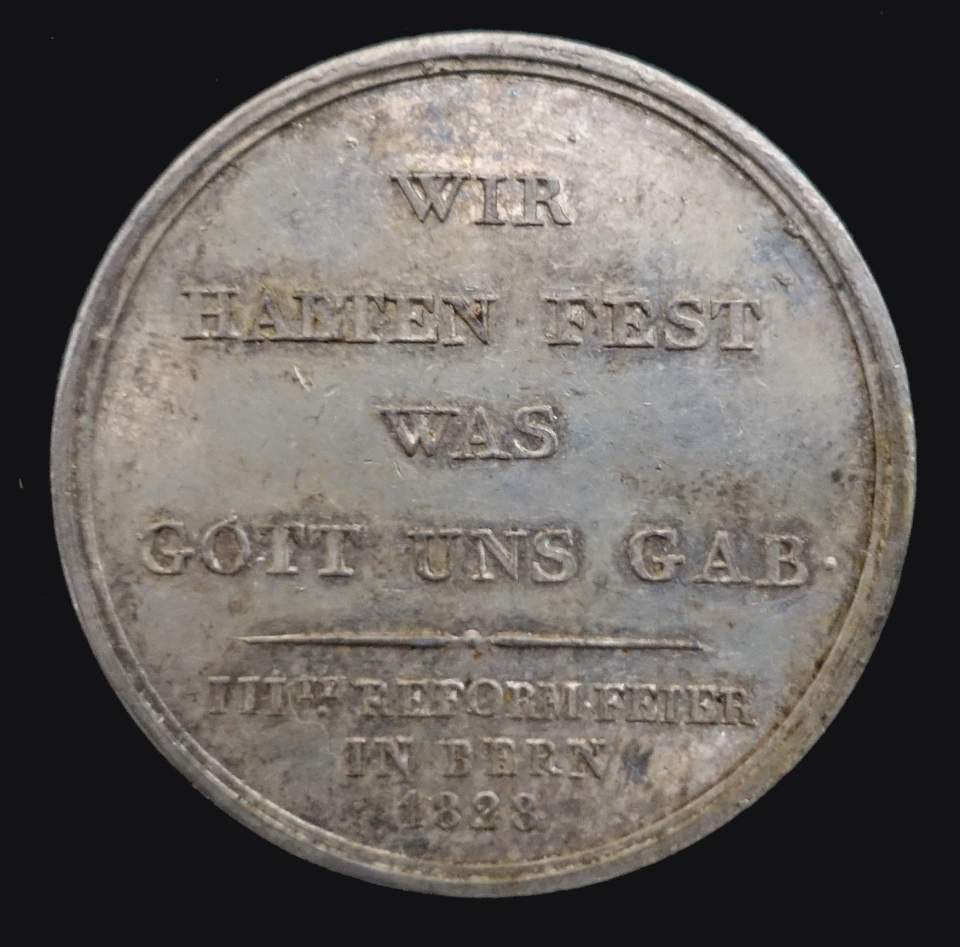 WIR
HALTEN FEST
WAS
GOTT UNS GAB.
IIIᵗᵉ REFORM.FEIER
IN BERN
1828